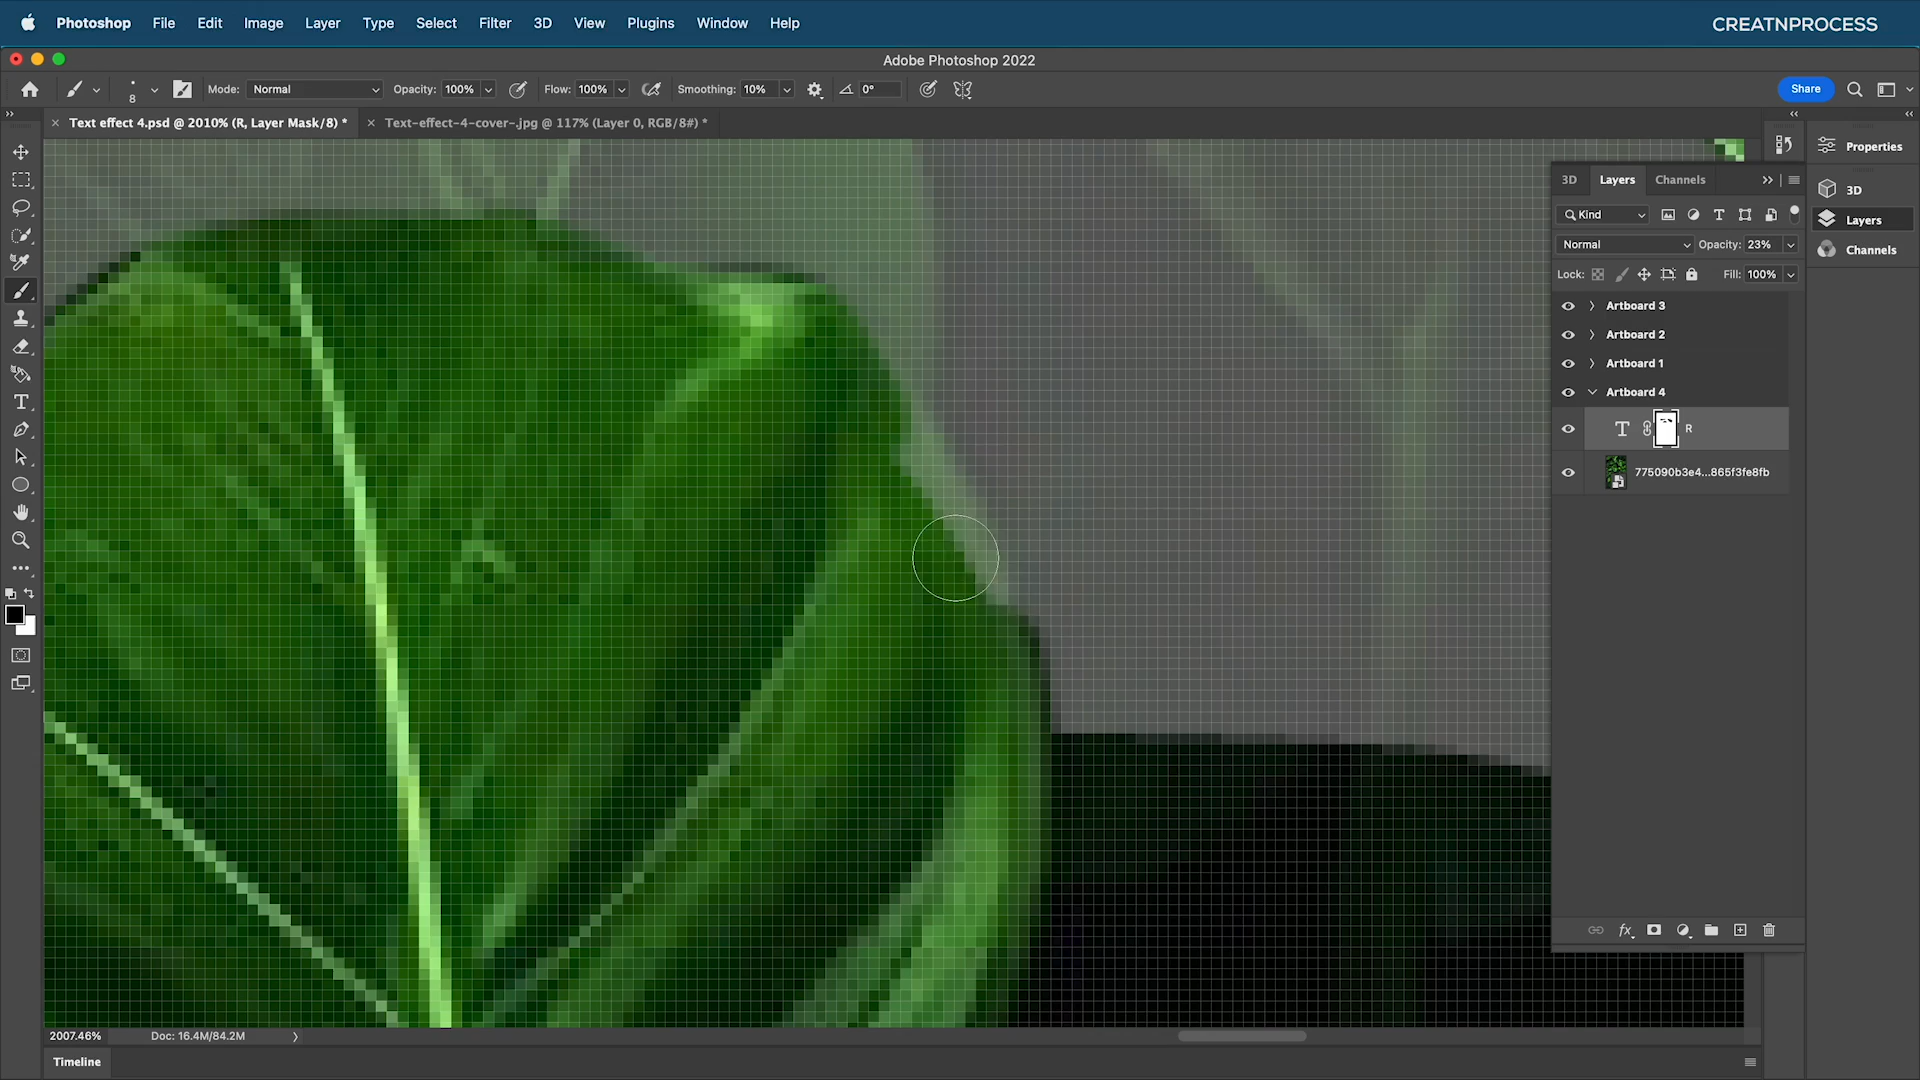 Photoshop File Edit Image Layer Type Select Filter 3D View Plugins Window Help
CREATNPROCESS
Adobe Photoshop 2022
8 Mode: Normal Opacity: 100% Flow: 100% Smoothing: 10% 0° Share
Text effect 4.psd @ 2010% (R, Layer Mask/8) * Text-effect-4-cover-.jpg @ 117% (Layer 0, RGB/8#) *
Properties
3D
Layers
Channels
3D Layers Channels
Kind
Normal Opacity: 23%
Lock: Fill: 100%
Artboard 3
Artboard 2
Artboard 1
Artboard 4
R
775090b3e4...865f3fe8fb
2007.46% Doc: 16.4M/84.2M
Timeline